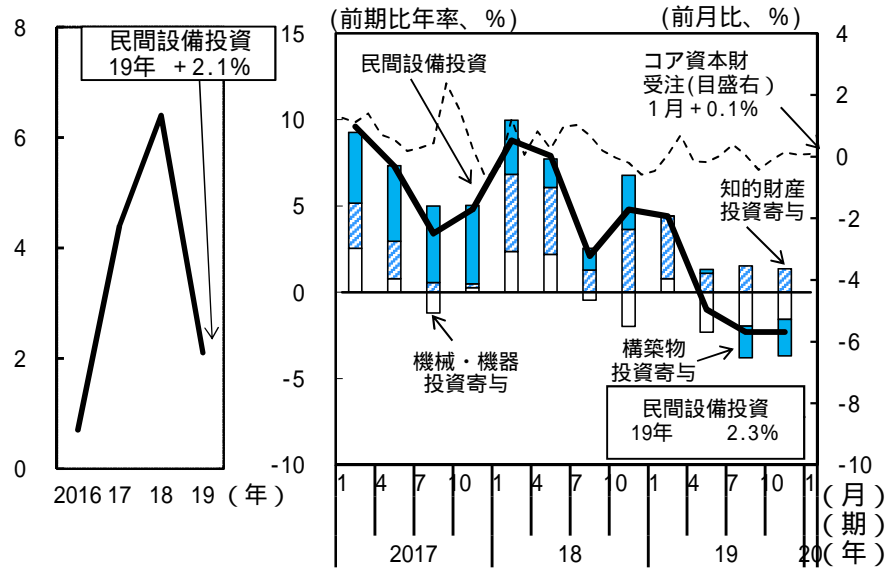 民間設備投資
19年 +2.1%
8
6
4
2
0
2016 17 18 19 (年)
(前期比年率、%)
(前月比、%)
15
10
5
0
-5
-10
4
2
0
-2
-4
-6
-8
-10
民間設備投資
コア資本財
受注(目盛右)
1月+0.1%
知的財産
投資寄与
機械・機器
投資寄与
構築物
投資寄与
民間設備投資
19年 2.3%
1 4 7 10 1 4 7 10 1 4 7 10 1
(月)
(期)
2017 18 19 20(年)